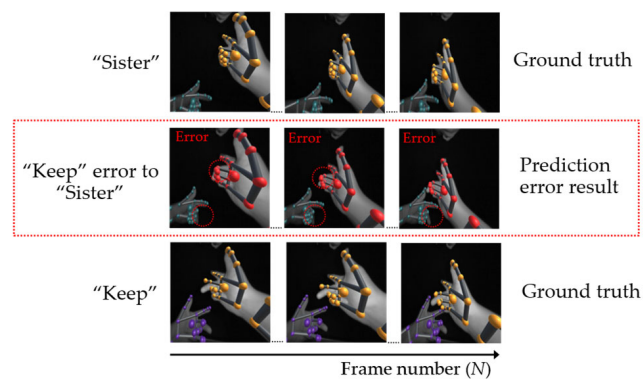 “Sister”
Ground truth
Error
Error
Error
“Keep” error to
“Sister”
Prediction
error result
“Keep”
Ground truth
Frame number (N)